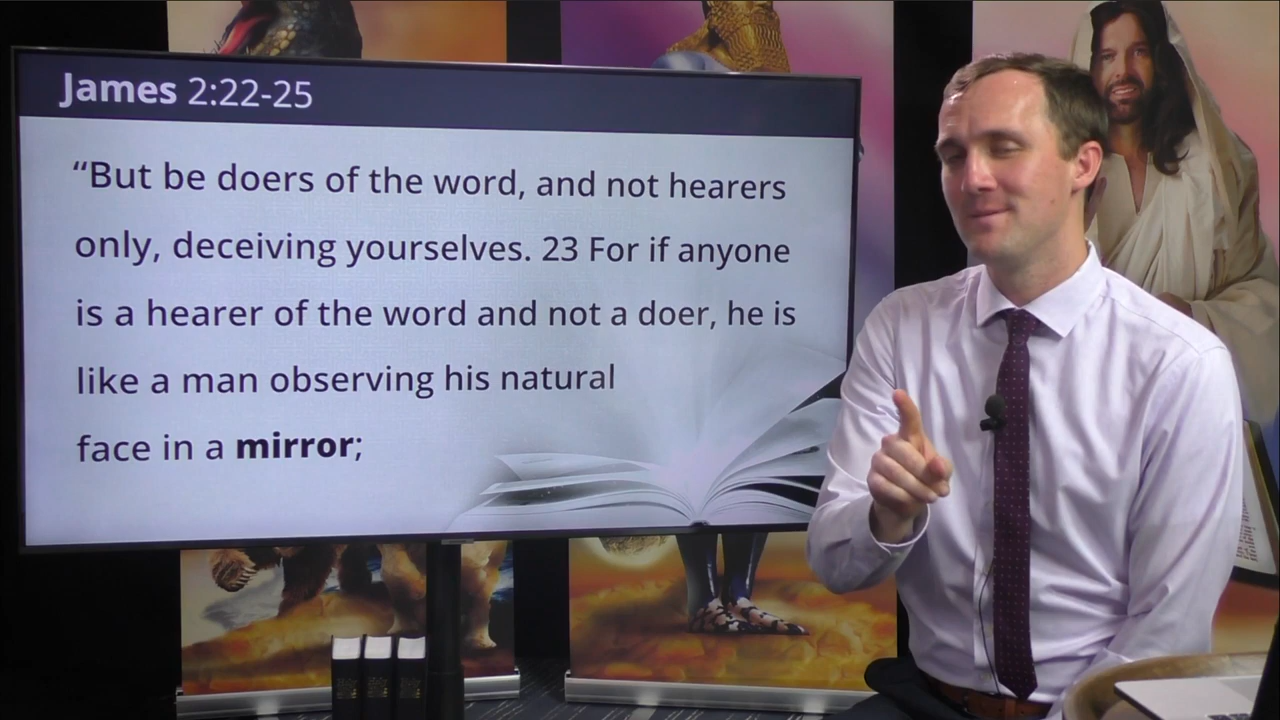 James 2:22-25
“But be doers of the word, and not hearers
only, deceiving yourselves. 23 For if anyone
is a hearer of the word and not a doer, he is
like a man observing his natural
face in a mirror;